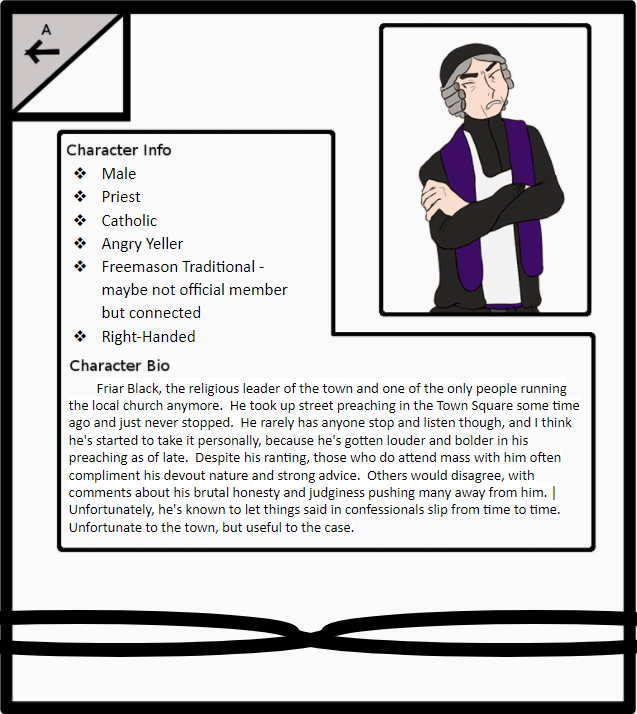 A
Character Info
❖ Male
❖ Priest
❖ Catholic
❖ Angry Yeller
❖ Freemason Traditional -
maybe not official member
but connected
❖ Right-Handed
Character Bio
Friar Black, the religious leader of the town and one of the only people running
the local church anymore.  He took up street preaching in the Town Square some time
ago and just never stopped.  He rarely has anyone stop and listen though, and I think
he's started to take it personally, because he's gotten louder and bolder in his
preaching as of late.  Despite his ranting, those who do attend mass with him often
compliment his devout nature and strong advice.  Others would disagree, with
comments about his brutal honesty and judginess pushing many away from him. |
Unfortunately, he's known to let things said in confessionals slip from time to time.
Unfortunate to the town, but useful to the case.